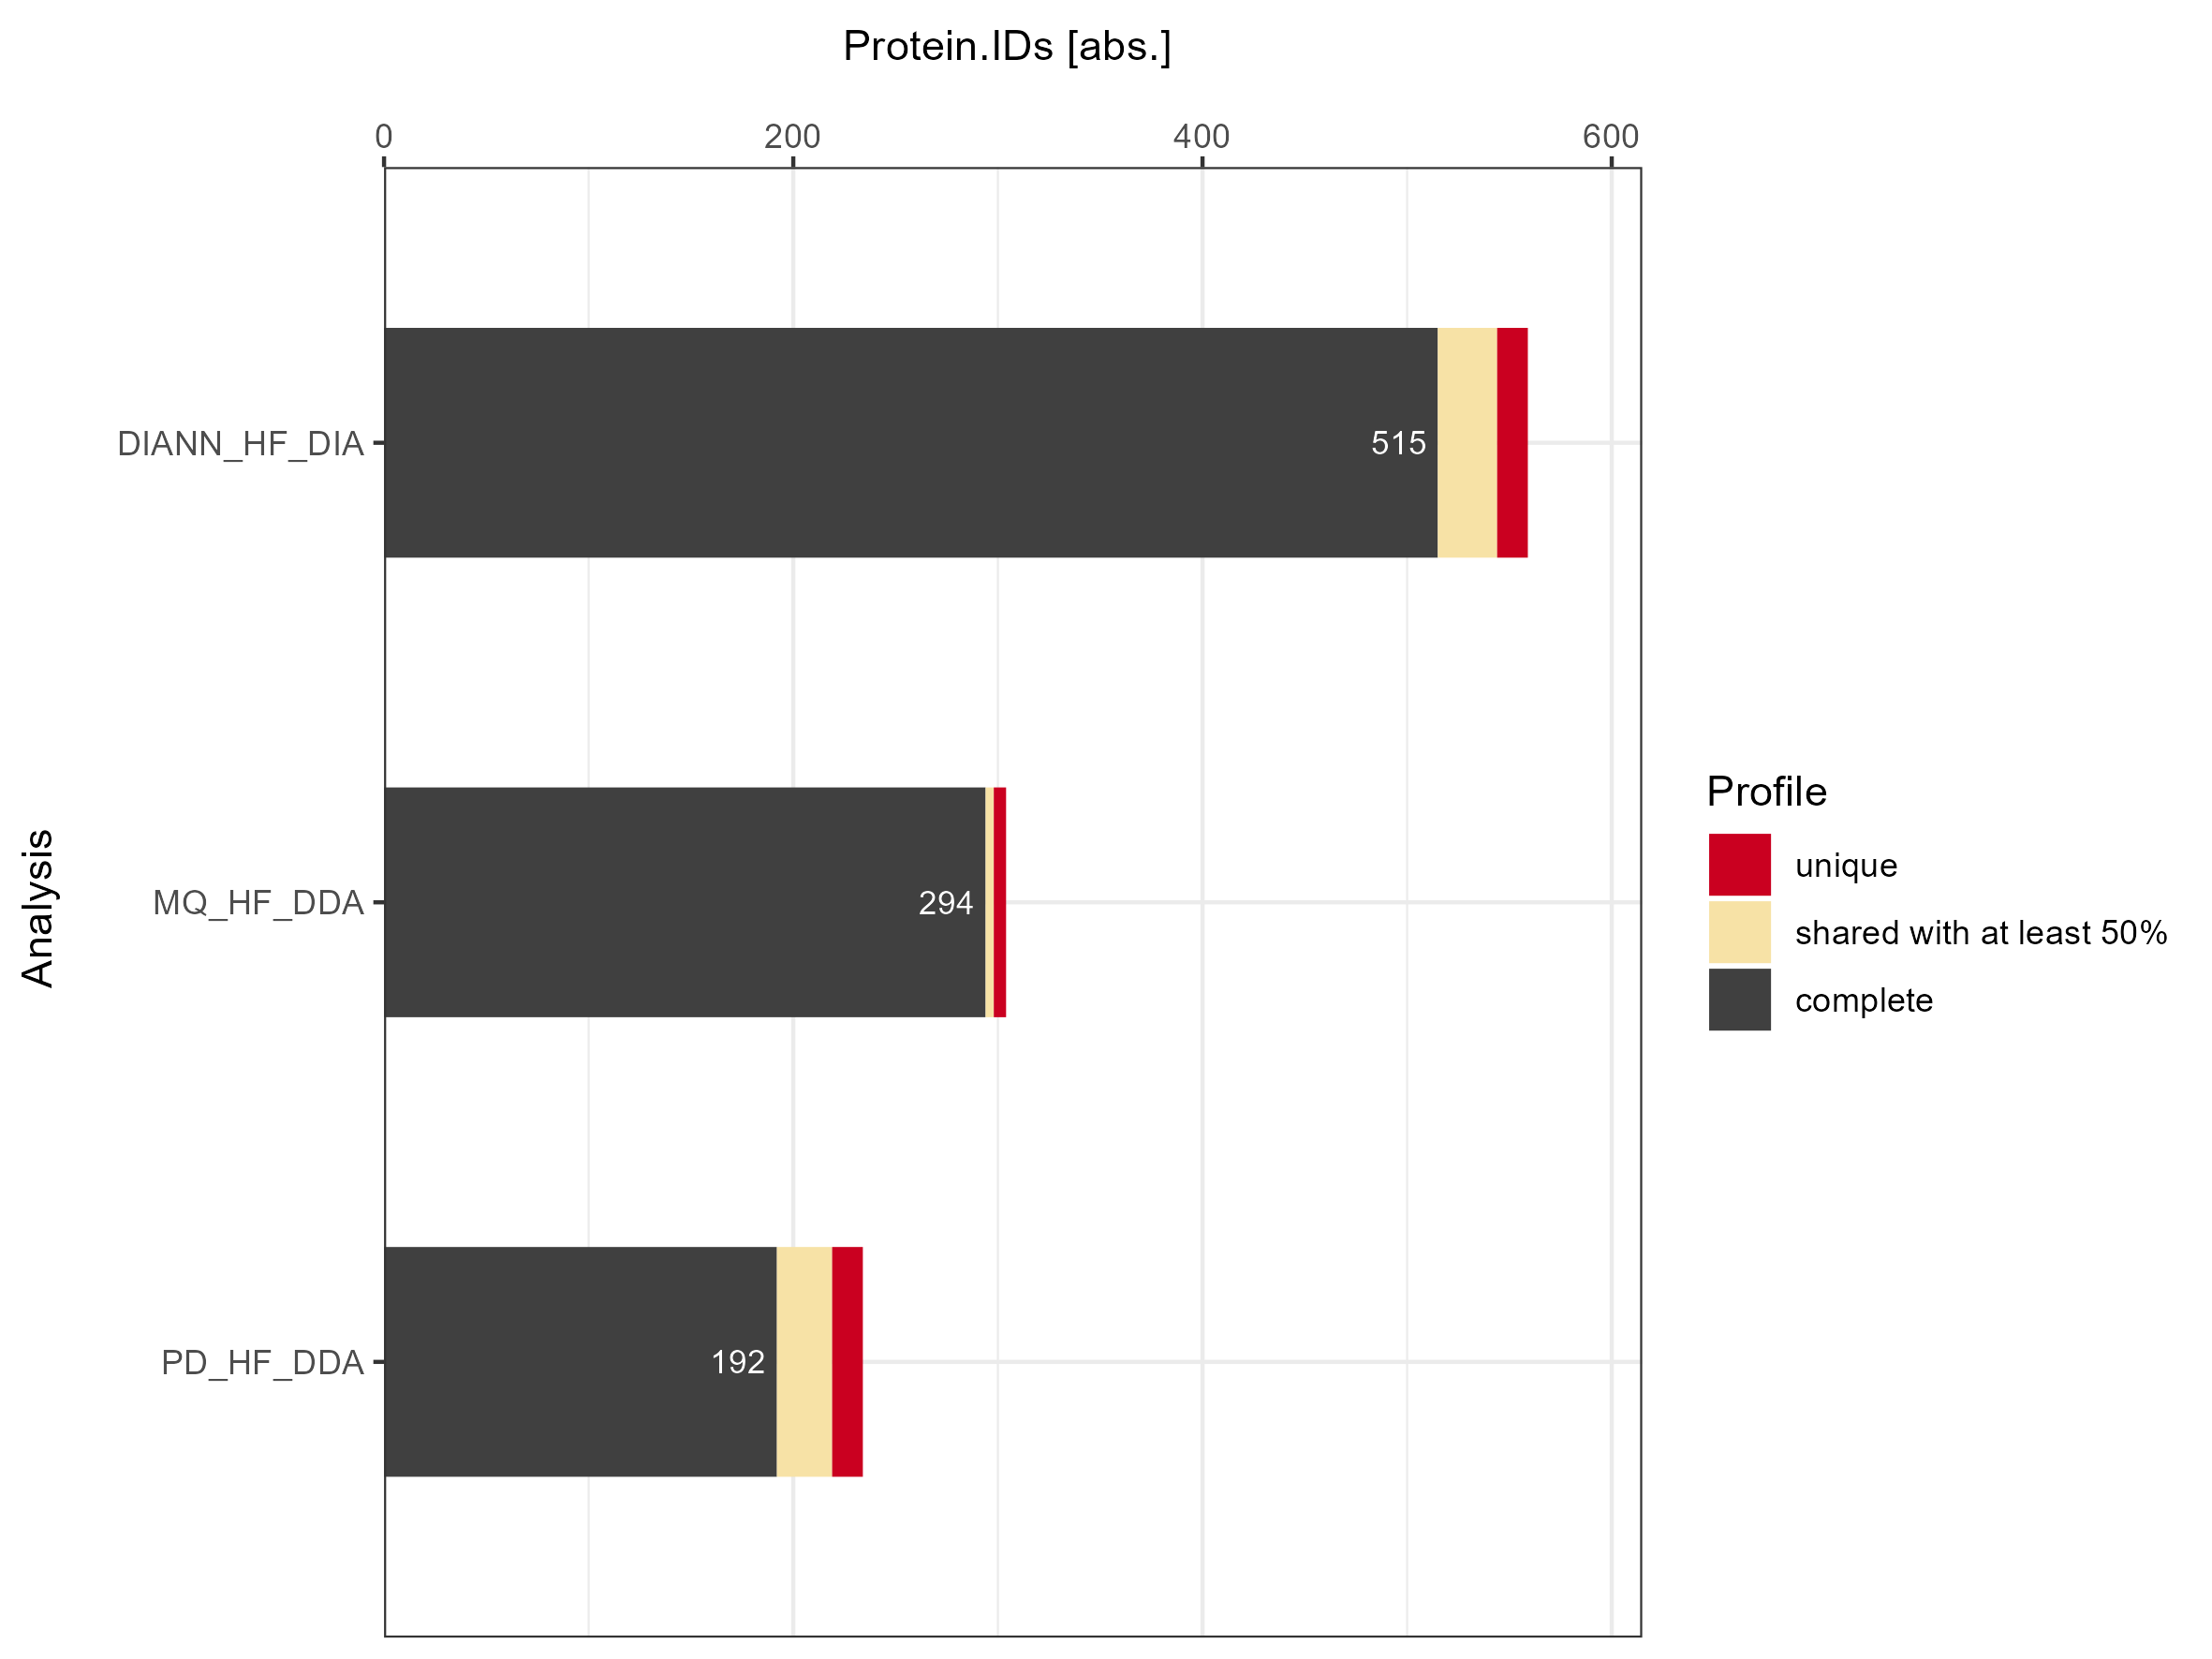 Protein.IDs [abs.]
0 200 400 600
DIANN_HF_DIA 515
MQ_HF_DDA 294
PD_HF_DDA 192
Analysis
Profile
unique
shared with at least 50%
complete